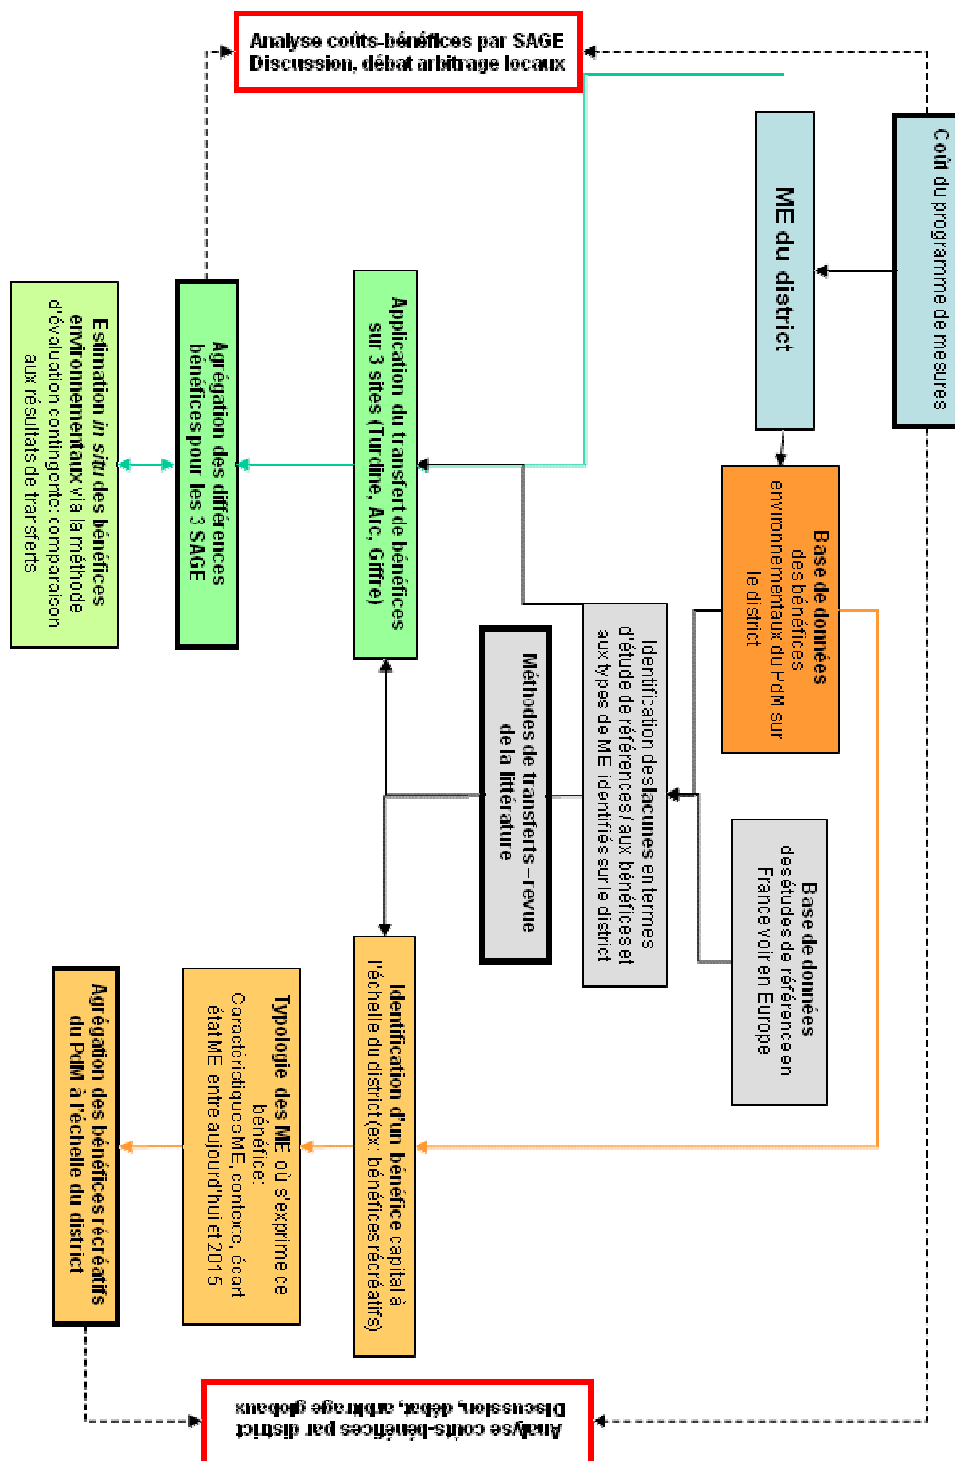 Analyse coûts-bénéfices par SAGE
Discussion, débat arbitrage locaux
Coût du programme de mesures
ME du district
Base de données
des bénéfices
environnementaux du PdM sur
le district
Base de données
des études de référence en
France voir en Europe
Identification des lacunes en termes
d'étude de références / aux bénéfices et
aux types de ME identifiés sur le district
Méthodes de transferts – revue
de la littérature
Application du transfert de bénéfices
sur 3 sites (Turdine, Arc, Giffre)
Agrégation des différences
bénéfices pour les 3 SAGE
Estimation in situ des bénéfices
environnementaux via la méthode
d'évaluation contingente: comparaison
aux résultats de transferts
Identification d'un bénéfice capital à
l'échelle du district (ex: bénéfices récréatifs)
Typologie des ME où s'exprime ce
bénéfice:
Caractéristiques ME, contexte, écart
état ME entre aujourd'hui et 2015
Agrégation des bénéfices récréatifs
du PdM à l'échelle du district
Analyse coûts-bénéfices par district
Discussion, débat, arbitrage globaux